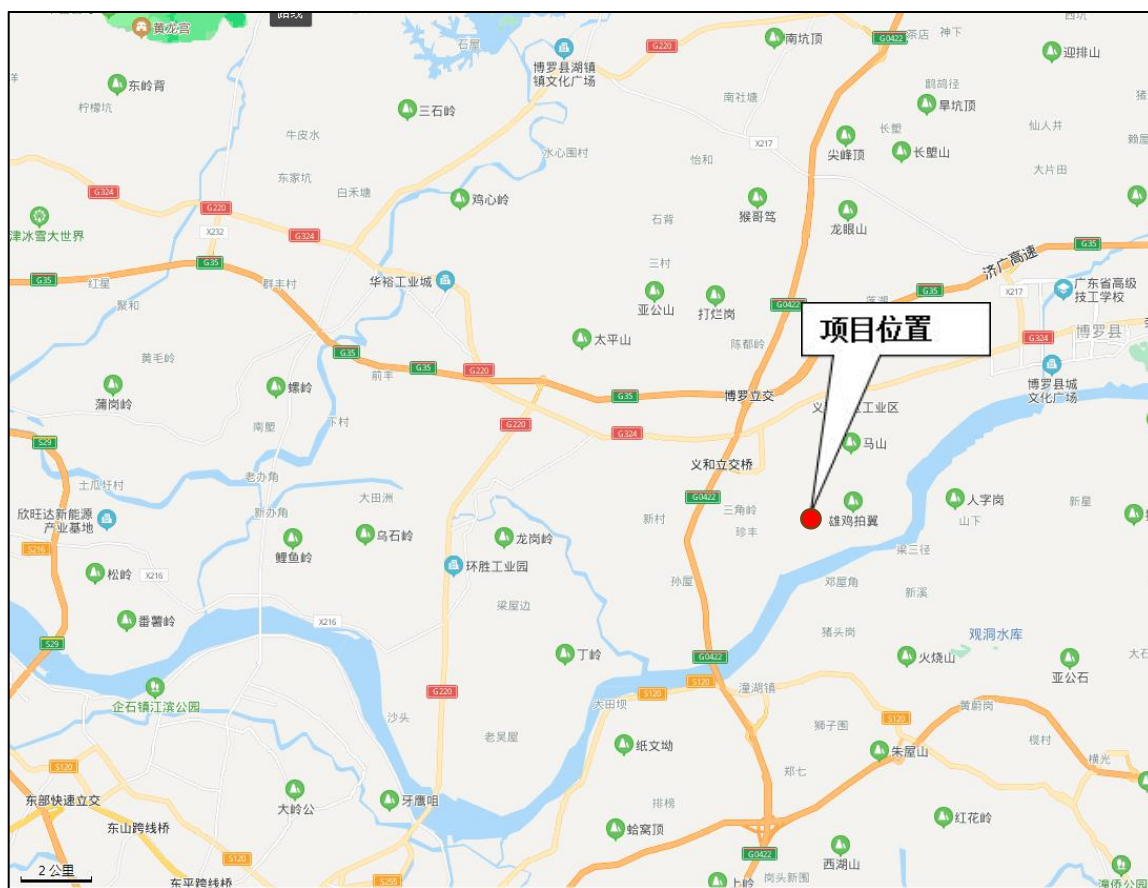 黄龙宫
路线
石屋
G220
南坑顶
G0422
茶店
神下
西坑
迎排山
博罗县湖镇
镇文化广场
东岭背
柠檬坑
三石岭
南社塘
鹧鸪径
旱坑顶
牛皮水
水心围村
怡和
X217
尖峰顶
长塱
长塱山
仙人井
大片田
东家坑
白禾塘
G324
G220
鸡心岭
猴哥笃
龙眼山
津冰雪大世界
X232
G324
石背
G35
济广高速
G35
红星
G35
群丰村
华裕工业城
三村
亚公山
打烂岗
G0422
G35
X217
广东省高级
技工学校
聚和
项目位置
博罗县
太平山
陈都岭
G324
黄毛岭
G35
前丰
G35
G220
博罗立交
博罗县城
文化广场
蒲岗岭
螺岭
G35
工业区
南塱
下村
G220
G324
马山
S29
义和立交桥
土瓜圩村
老办角
大田洲
G0422
人字岗
新星
欣旺达新能源
产业基地
新办角
乌石岭
龙岗岭
新村
三角岭
珍丰
雄鸡拍翼
山下
S216
鲤鱼岭
环胜工业园
梁三径
松岭
X216
孙屋
邓屋角
新溪
番薯岭
X216
梁屋边
猪头岗
观洞水库
S29
丁岭
G0422
火烧山
亚公石
企石镇江滨公园
G220
S120
S120
潼湖镇
沙头
大田坝
黄蔚岗
狮子围
S120
老吴屋
纸文坳
朱屋山
榄村
横光
S120
郑七
东部快速立交
大岭公
牙鹰咀
排榜
东山跨线桥
蛤窝顶
红花岭
S120
G0422
西湖山
2 公里
东平跨线桥
S255
上岭
岗头新围
潼侨公园